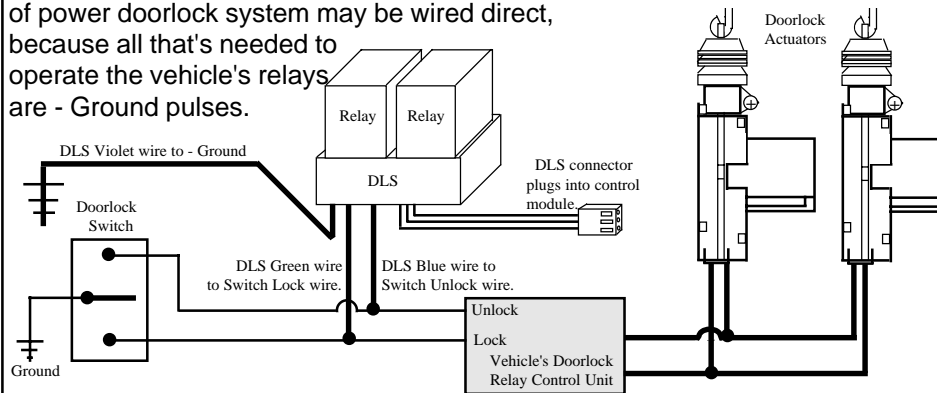 of power doorlock system may be wired direct,
because all that's needed to
operate the vehicle's relays
are - Ground pulses.
Doorlock
Actuators
Relay
Relay
DLS Violet wire to - Ground
DLS
DLS connector
plugs into control
module.
Doorlock
Switch
DLS Green wire
to Switch Lock wire.
DLS Blue wire to
Switch Unlock wire.
Unlock
Lock
Vehicle's Doorlock
Relay Control Unit
Ground